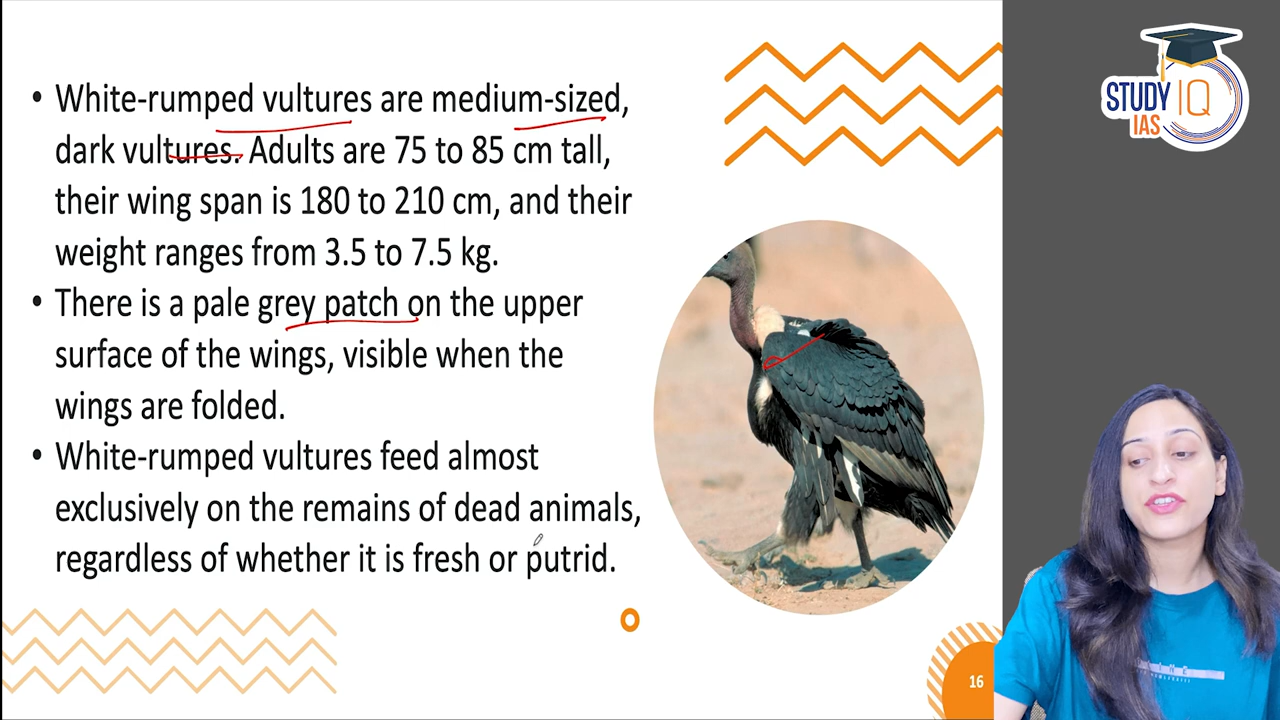 • White-rumped vultures are medium-sized,
dark vultures. Adults are 75 to 85 cm tall,
their wing span is 180 to 210 cm, and their
weight ranges from 3.5 to 7.5 kg.
• There is a pale grey patch on the upper
surface of the wings, visible when the
wings are folded.
• White-rumped vultures feed almost
exclusively on the remains of dead animals,
regardless of whether it is fresh or putrid.
STUDY IQ
IAS
16